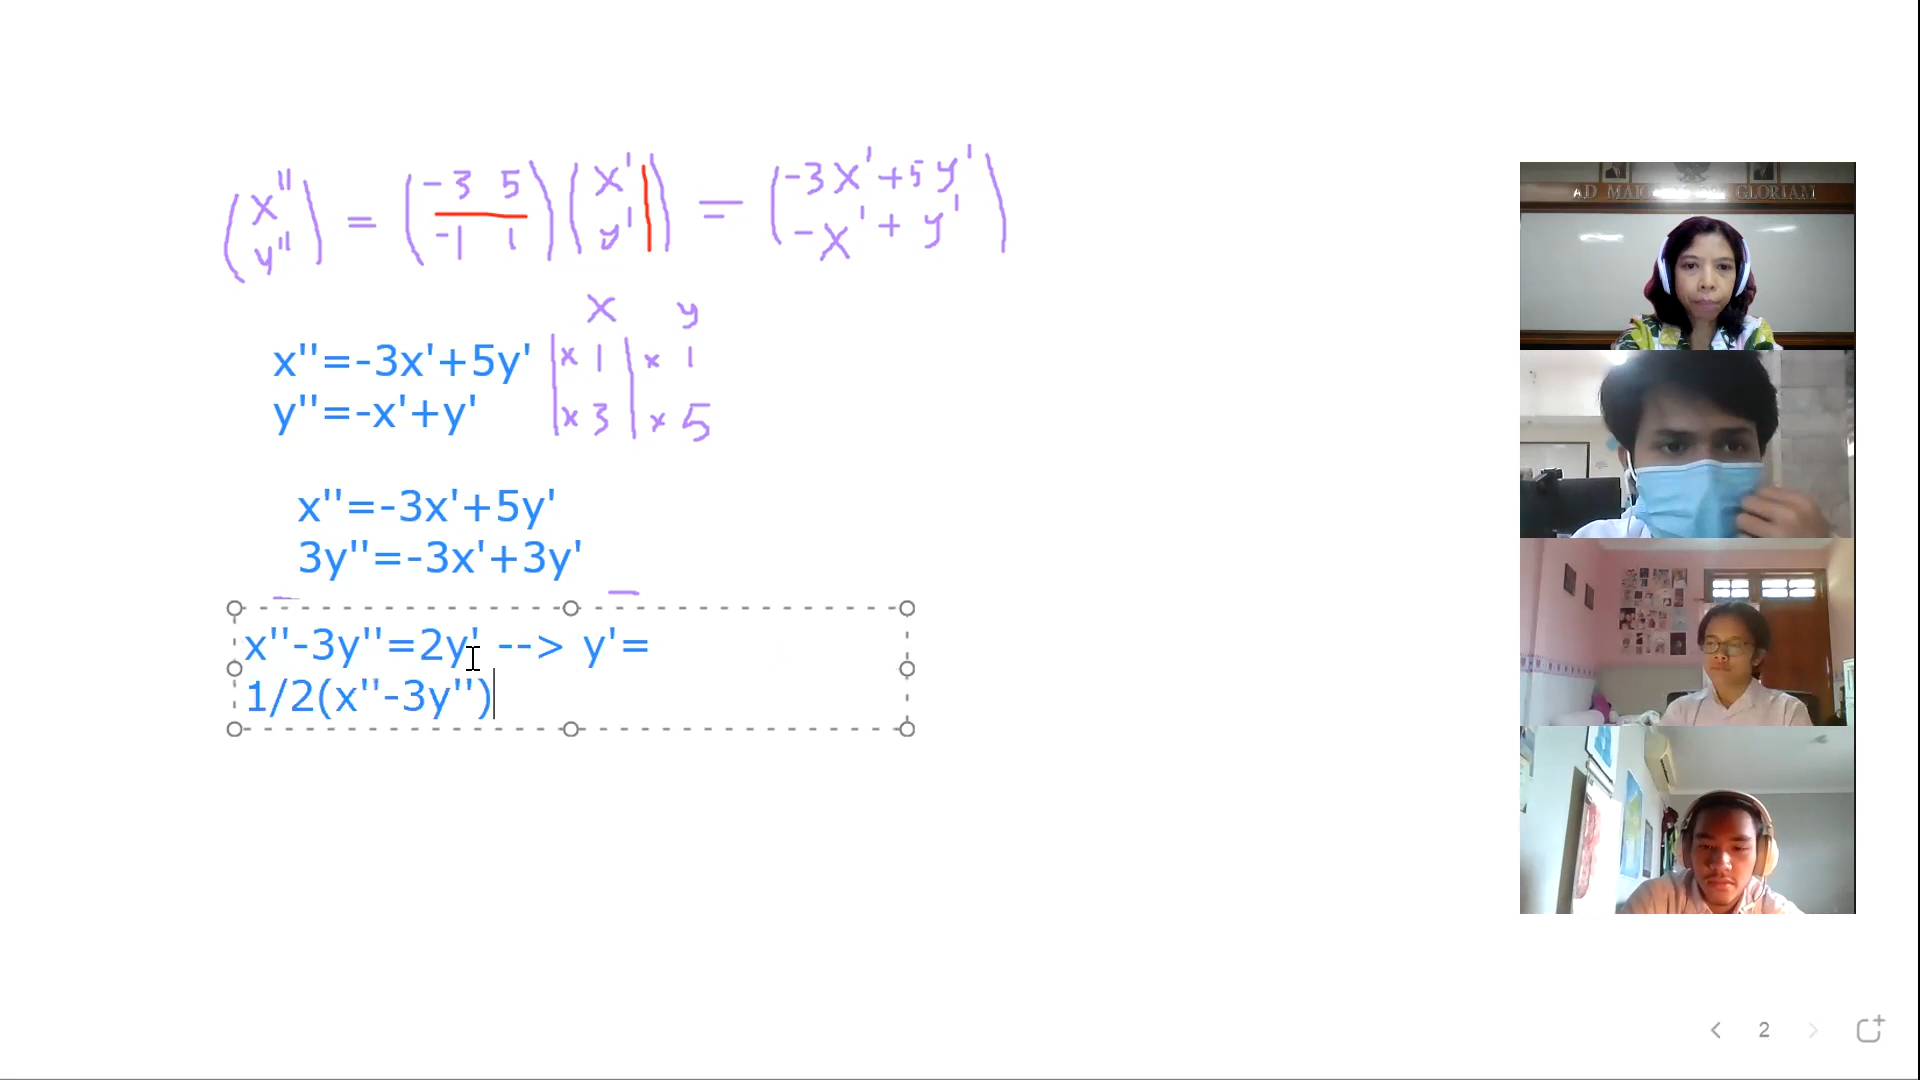 (x'') = (-3 5)(x') = (-3x'+5y')
(y'') (-1 1)(y') (-x'+y')
x y
x''=-3x'+5y' | x 1 | x 1
y''=-x'+y' | x 3 | x 5
x''=-3x'+5y'
3y''=-3x'+3y'
_ _
x''-3y''=2y' --> y'=
1/2(x''-3y'')
AD MAIO GLORIAM
2